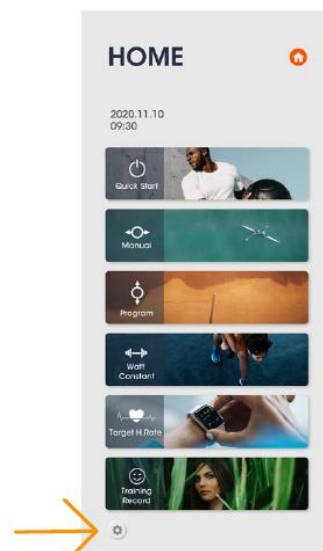 HOME
2020.11.10
09:30
Quick Start
Manual
Program
Watt
Constant
Target H.Rate
Training
Record